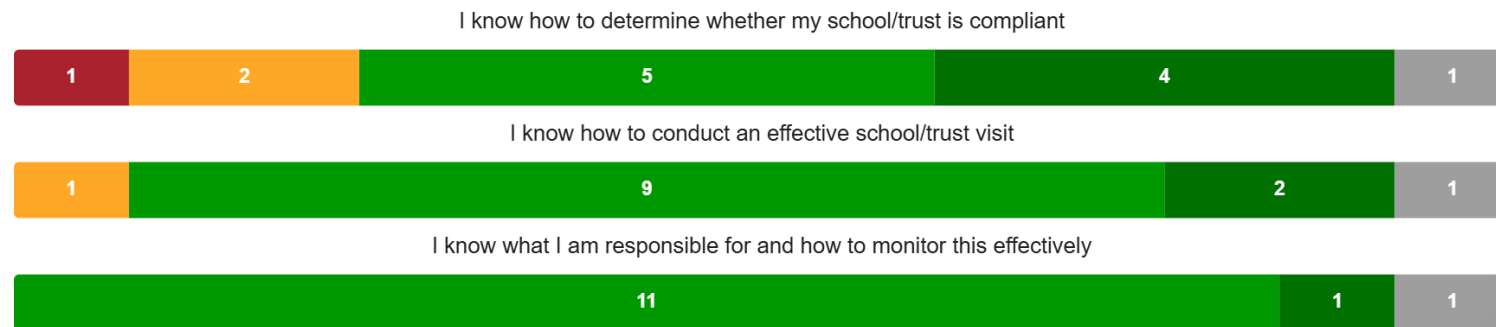 I know how to determine whether my school/trust is compliant
1 2 5 4 1
I know how to conduct an effective school/trust visit
1 9 2 1
I know what I am responsible for and how to monitor this effectively
11 1 1